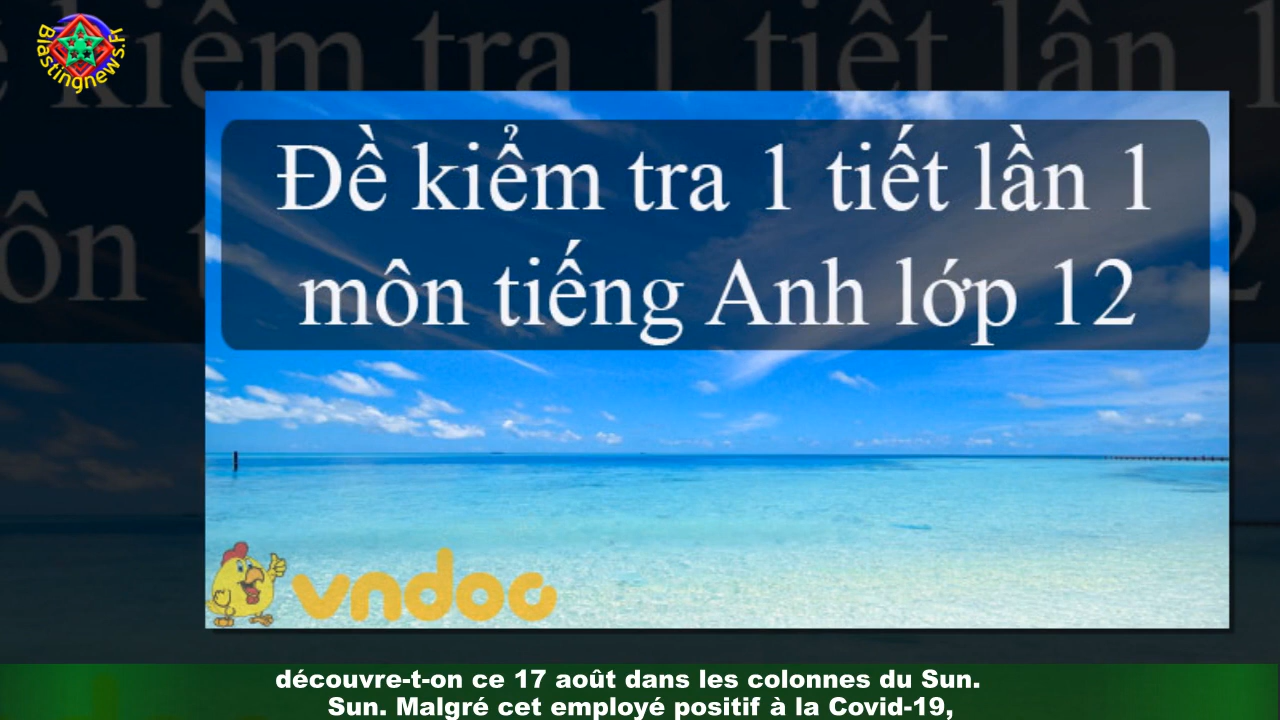 Blastingnews.fr
Đề kiểm tra 1 tiết lần 1
môn tiếng Anh lớp 12
vndoc
découvre-t-on ce 17 août dans les colonnes du Sun.
Sun. Malgré cet employé positif à la Covid-19,